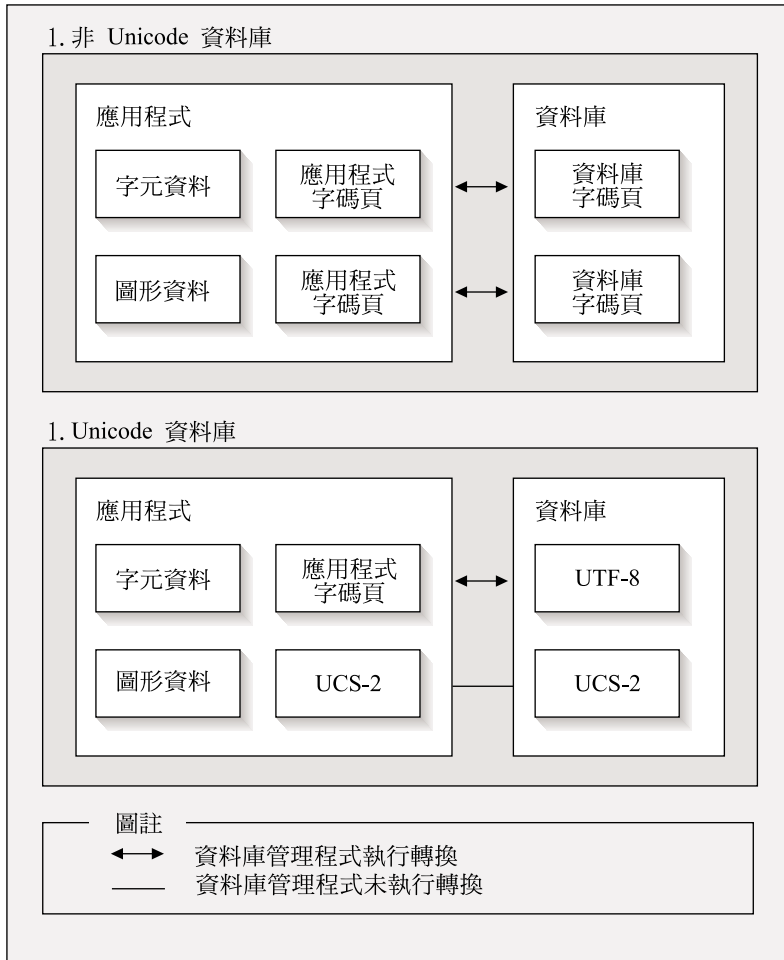 1. 非 Unicode 資料庫
應用程式
資料庫
字元資料
應用程式
字碼頁
資料庫
字碼頁
圖形資料
應用程式
字碼頁
資料庫
字碼頁
1. Unicode 資料庫
應用程式
資料庫
字元資料
應用程式
字碼頁
UTF-8
圖形資料
UCS-2
UCS-2
圖註
資料庫管理程式執行轉換
資料庫管理程式未執行轉換